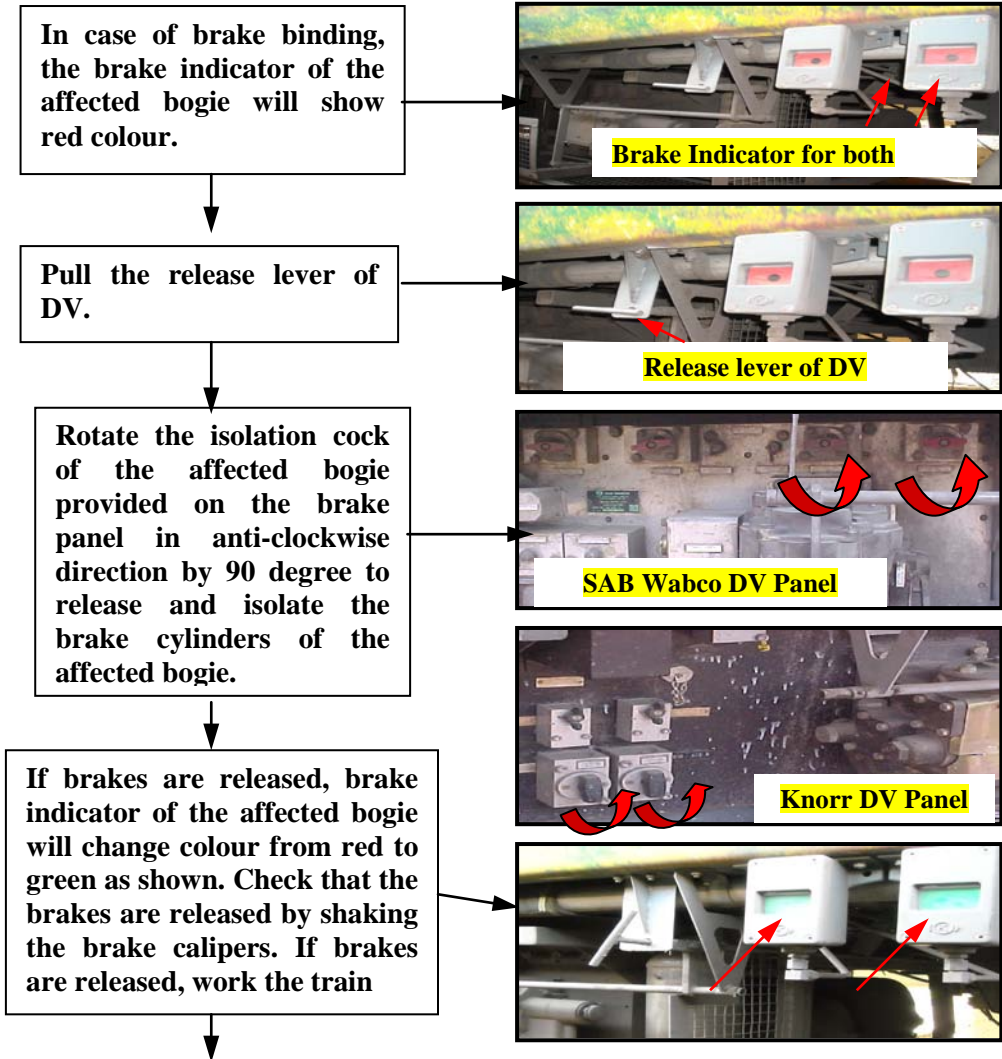 In case of brake binding,
the brake indicator of the
affected bogie will show
red colour.
Brake Indicator for both
Pull the release lever of
DV.
Release lever of DV
Rotate the isolation cock
of the affected bogie
provided on the brake
panel in anti-clockwise
direction by 90 degree to
release and isolate the
brake cylinders of the
affected bogie.
SAB Wabco DV Panel
Knorr DV Panel
If brakes are released, brake
indicator of the affected bogie
will change colour from red to
green as shown. Check that the
brakes are released by shaking
the brake calipers. If brakes
are released, work the train